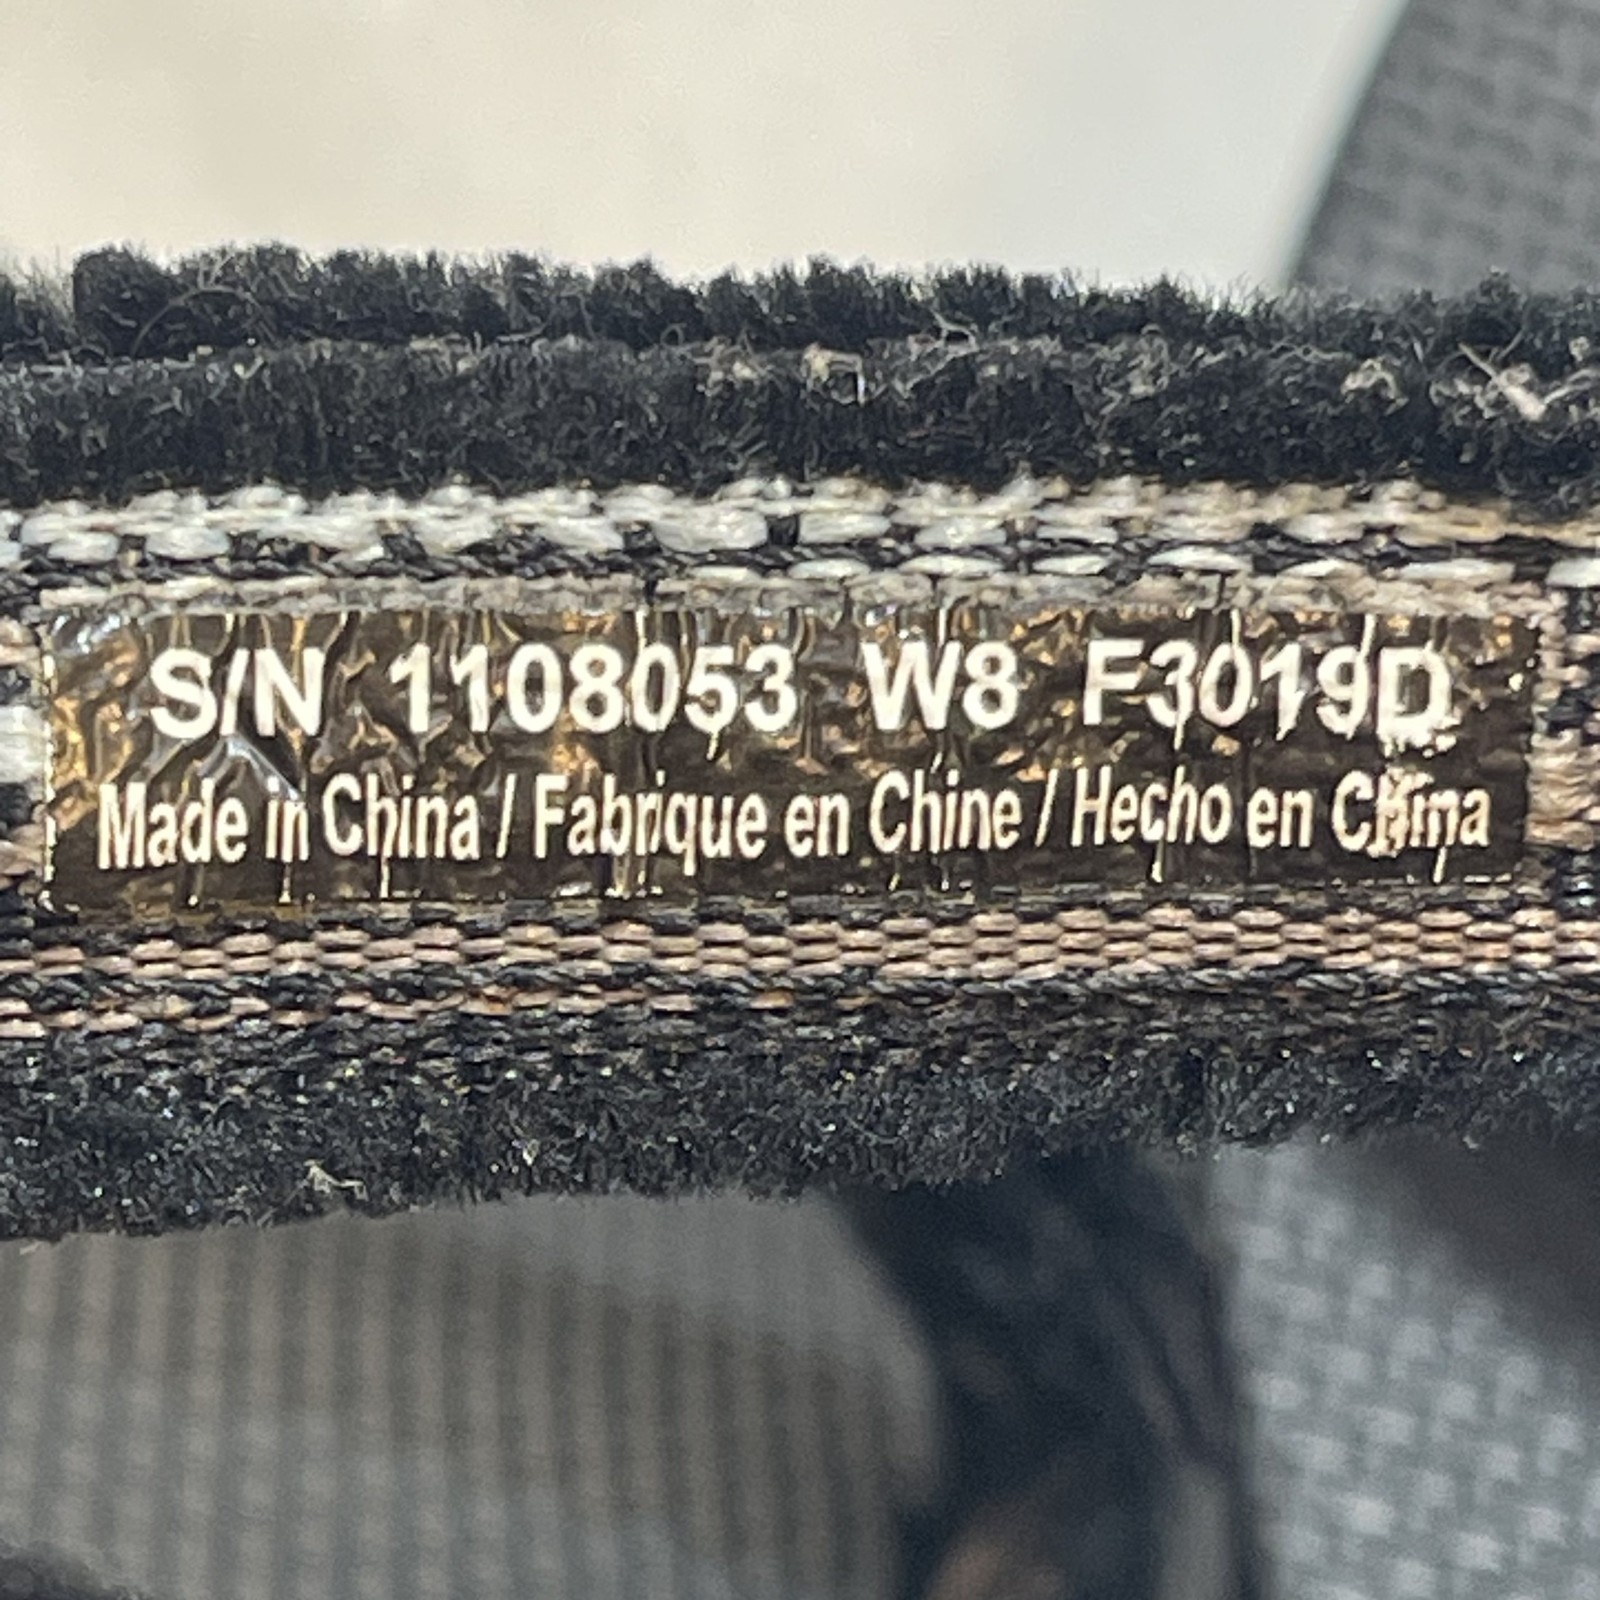 S/N 1108053 W8 F3019D
Made in China / Fabrique en Chine / Hecho en China